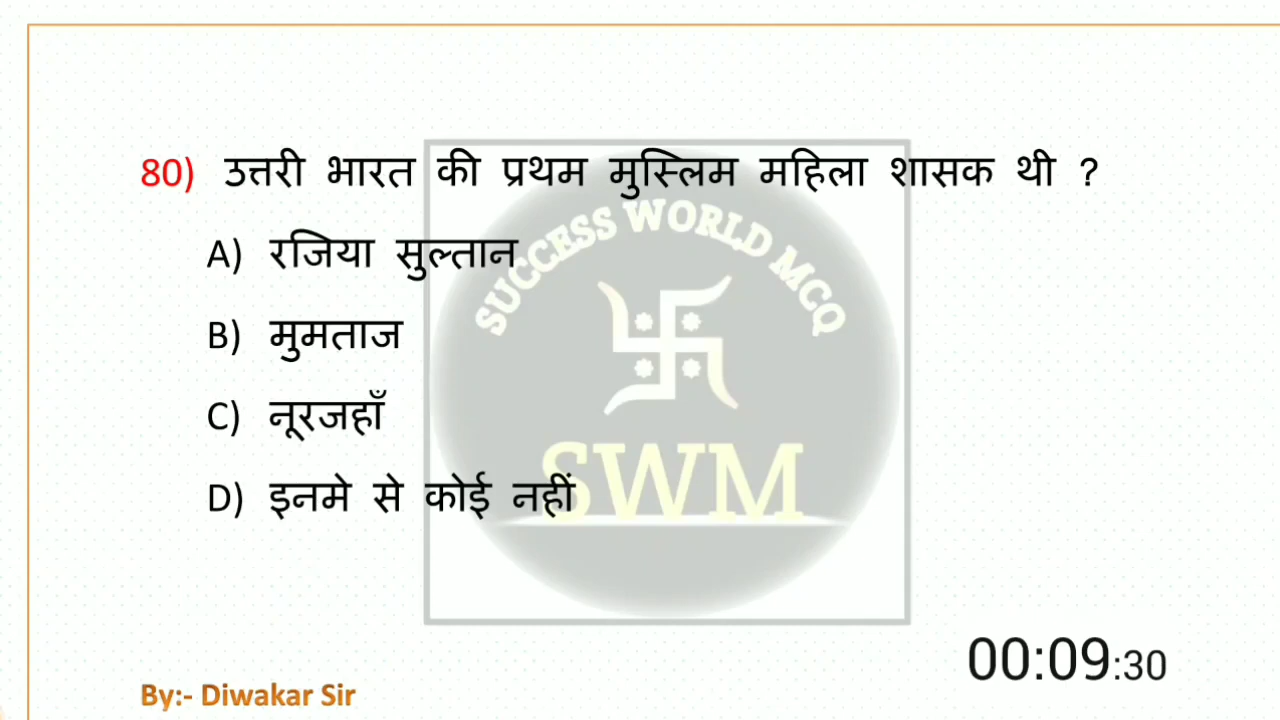 80) उत्तरी भारत की प्रथम मुस्लिम महिला शासक थी ?
SUCCESS WORLD MCQ
A) रजिया सुल्तान
B) मुमताज
C) नूरजहाँ
D) इनमे से कोई नहीं
SWM
00:09:30
By:- Diwakar Sir